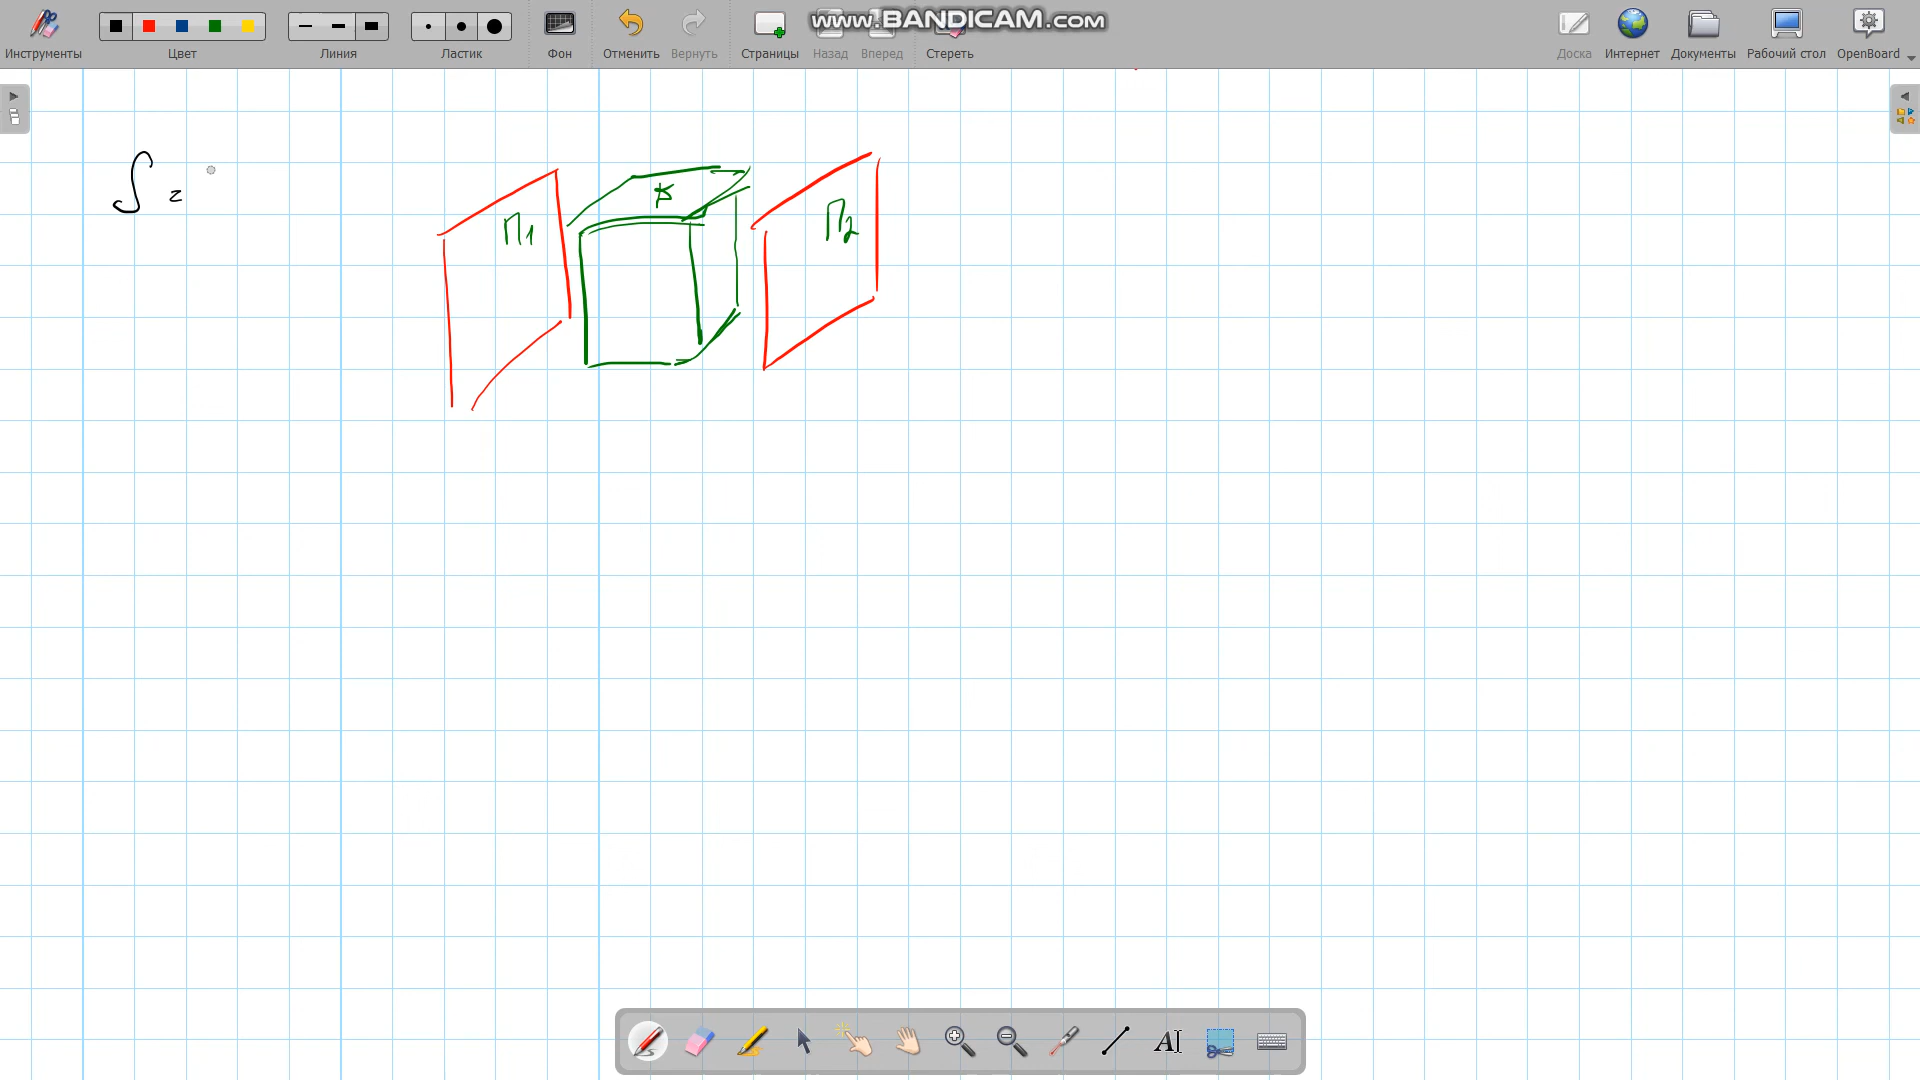 www.BANDICAM.com
Инструменты
Цвет
Линия
Ластик
Фон
Отменить
Вернуть
Страницы
Назад
Вперед
Стереть
Доска
Интернет
Документы
Рабочий стол
OpenBoard
∫ z
П1
К
П2